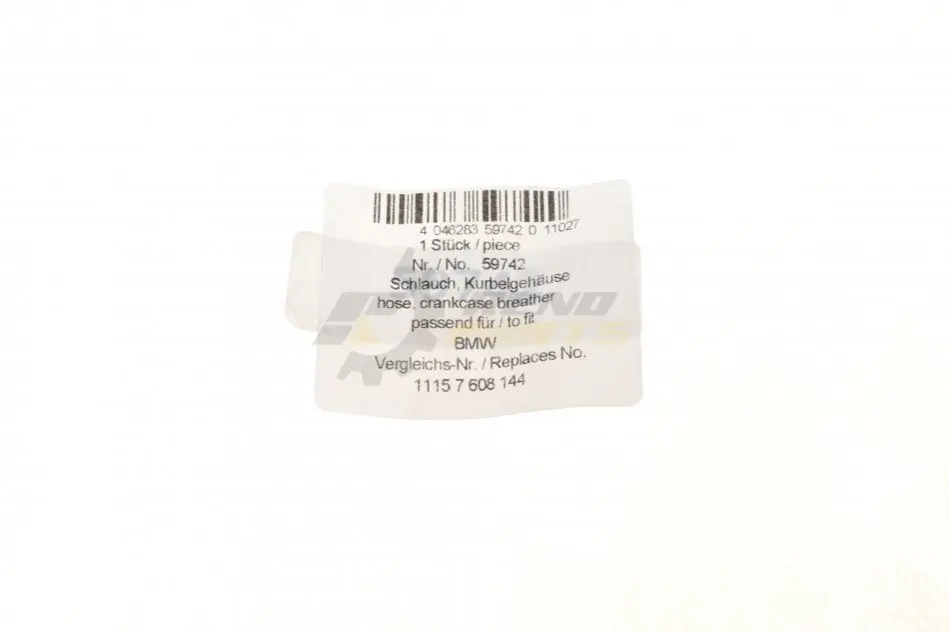 4 046283 59742 0 11027
1 Stück / piece
Nr. / No. 59742
Schlauch, Kurbelgehäuse
hose, crankcase breather
passend für / to fit
BMW
Vergleichs-Nr. / Replaces No.
1115 7 608 144